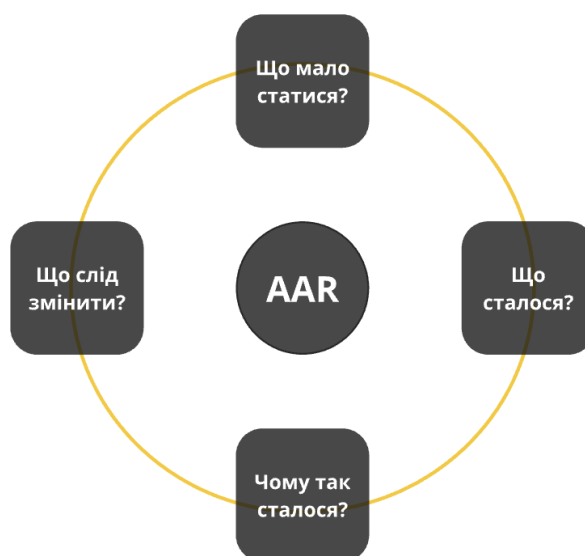 Що мало
статися?
Що слід
змінити?
AAR
Що
сталося?
Чому так
сталося?